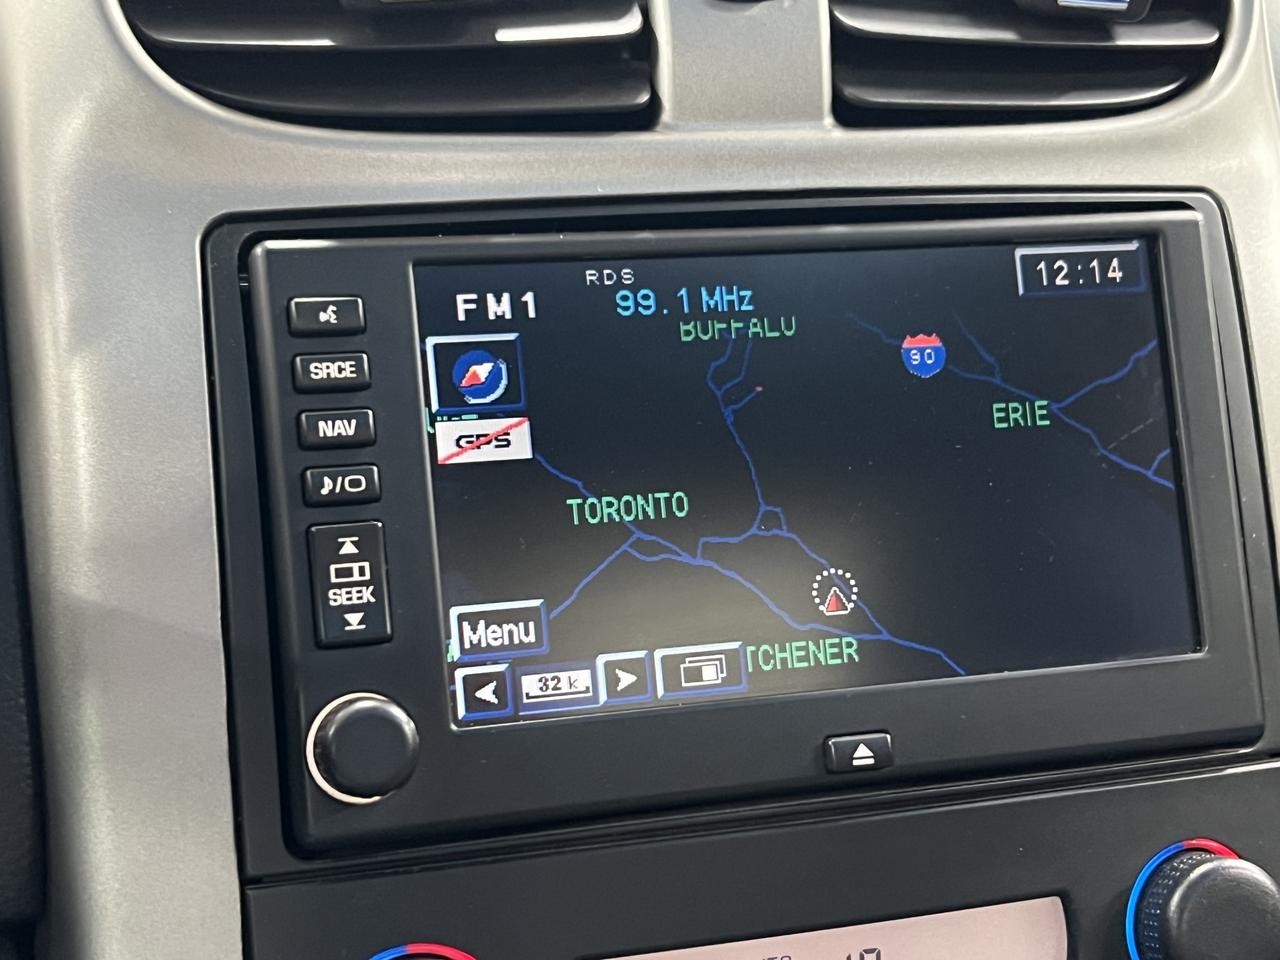 RDS
FM1
99.1 MHz
12:14
BUFFALO
90
SRCE
NAV
GPS
ERIE
TORONTO
SEEK
Menu
TCHENER
32 k